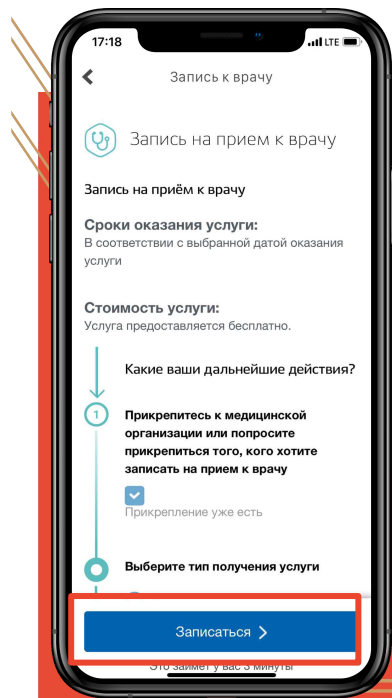 17:18
LTE
Запись к врачу
Запись на прием к врачу
Запись на приём к врачу
Сроки оказания услуги:
В соответствии с выбранной датой оказания
услуги
Стоимость услуги:
Услуга предоставляется бесплатно.
Какие ваши дальнейшие действия?
1
Прикрепитесь к медицинской
организации или попросите
прикрепиться того, кого хотите
записать на прием к врачу
Прикрепление уже есть
Выберите тип получения услуги
Записаться
Это займет у вас 3 минуты